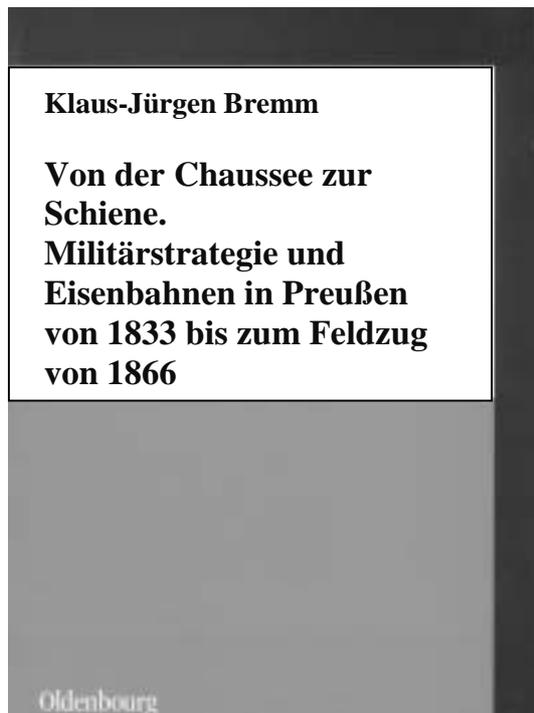 Klaus-Jürgen Bremm
Von der Chaussee zur
Schiene.
Militärstrategie und
Eisenbahnen in Preußen
von 1833 bis zum Feldzug
von 1866
Oldenbourg